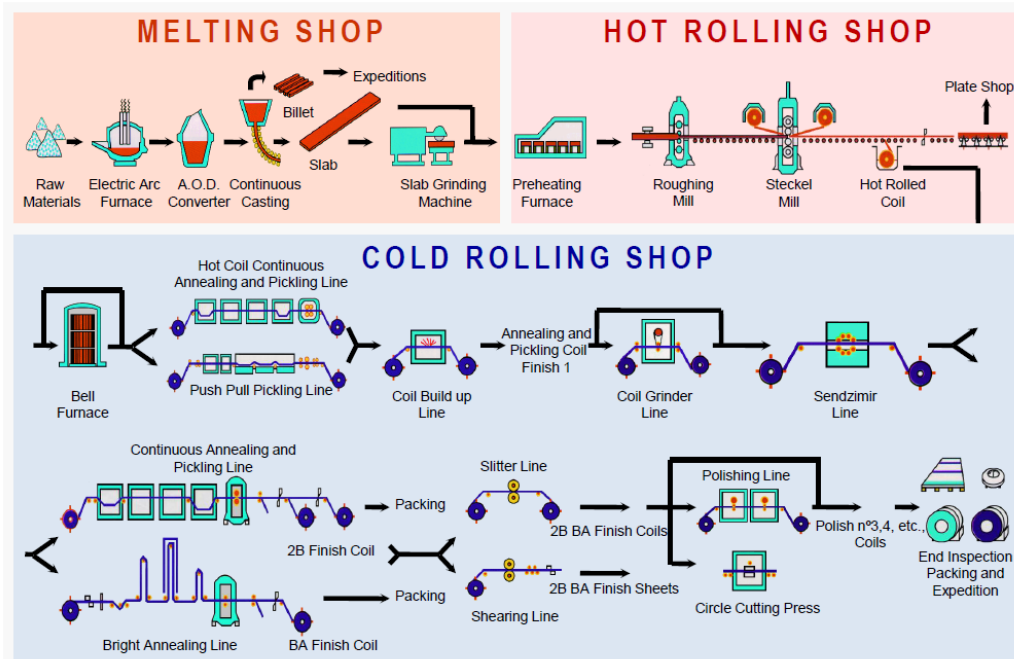 MELTING SHOP
Expeditions
Billet
Slab
Raw
Materials
Electric Arc
Furnace
A.O.D.
Converter
Continuous
Casting
Slab Grinding
Machine
HOT ROLLING SHOP
Plate Shop
Preheating
Furnace
Roughing
Mill
Steckel
Mill
Hot Rolled
Coil
COLD ROLLING SHOP
Hot Coil Continuous
Annealing and Pickling Line
Bell
Furnace
Push Pull Pickling Line
Coil Build up
Line
Annealing and
Pickling Coil
Finish 1
Coil Grinder
Line
Sendzimir
Line
Continuous Annealing and
Pickling Line
2B Finish Coil
Packing
Slitter Line
2B BA Finish Coils
Polishing Line
Polish nº3,4, etc.,
Coils
End Inspection
Packing and
Expedition
Bright Annealing Line
BA Finish Coil
Packing
Shearing Line
2B BA Finish Sheets
Circle Cutting Press